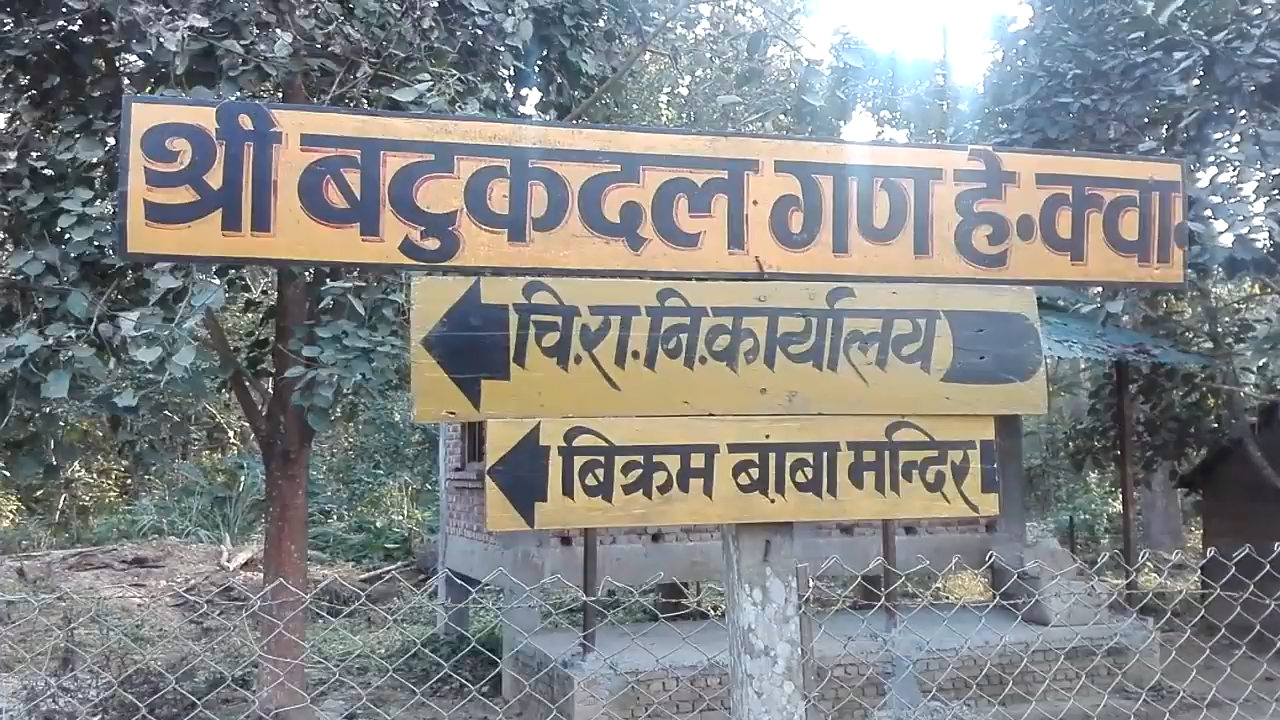 श्री बटुकदल गण हे.क्वा.
चि.रा.नि.कार्यालय
बिक्रम बाबा मन्दिर